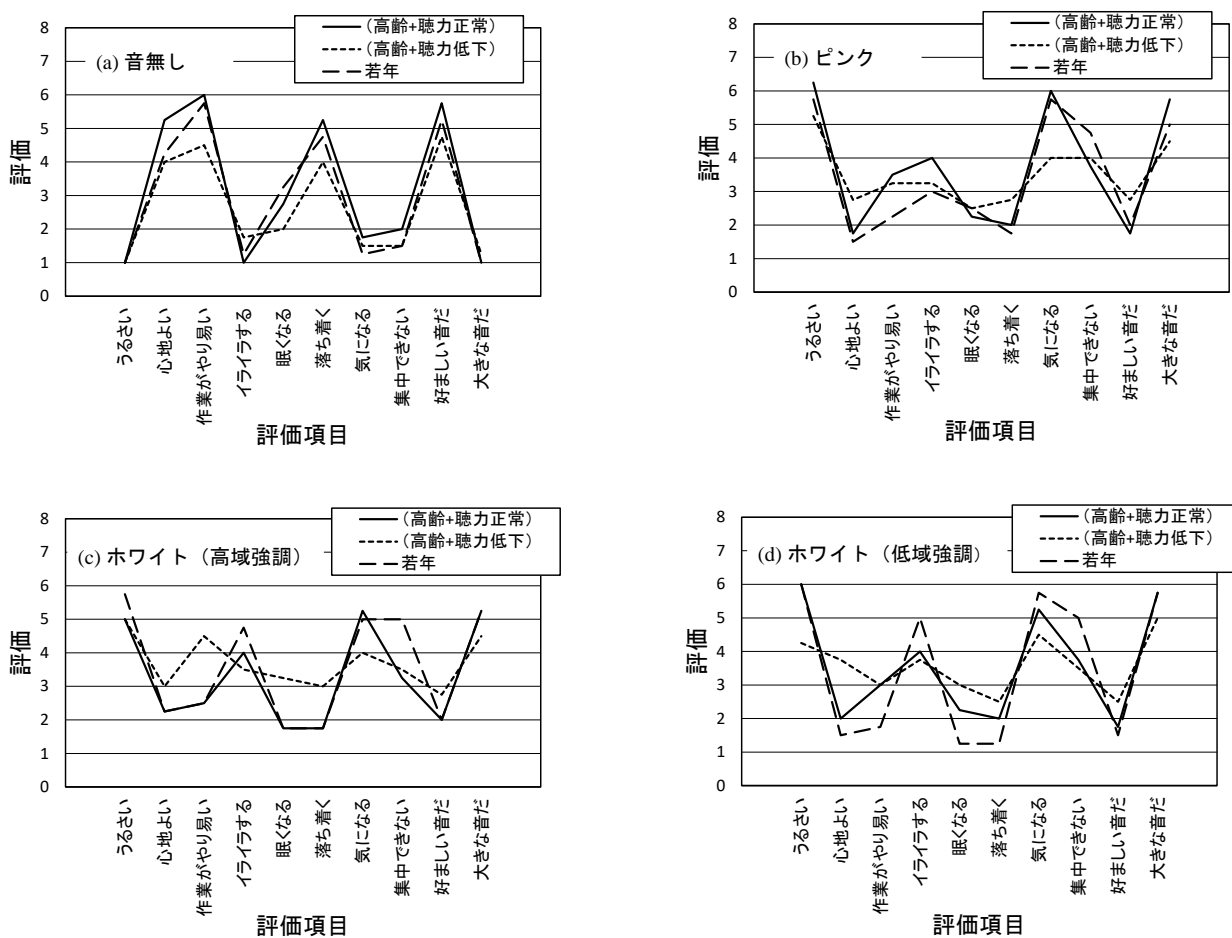 (a) 音無し
(高齢+聴力正常)
(高齢+聴力低下)
若年
8
7
6
5
4
3
2
1
0
評価
うるさい
心地よい
作業がやり易い
イライラする
眠くなる
落ち着く
気になる
集中できない
好ましい音だ
大きな音だ
評価項目
(b) ピンク
(高齢+聴力正常)
(高齢+聴力低下)
若年
8
7
6
5
4
3
2
1
0
評価
うるさい
心地よい
作業がやり易い
イライラする
眠くなる
落ち着く
気になる
集中できない
好ましい音だ
大きな音だ
評価項目
(c) ホワイト（高域強調）
(高齢+聴力正常)
(高齢+聴力低下)
若年
8
7
6
5
4
3
2
1
0
評価
うるさい
心地よい
作業がやり易い
イライラする
眠くなる
落ち着く
気になる
集中できない
好ましい音だ
大きな音だ
評価項目
(d) ホワイト（低域強調）
(高齢+聴力正常)
(高齢+聴力低下)
若年
8
7
6
5
4
3
2
1
0
評価
うるさい
心地よい
作業がやり易い
イライラする
眠くなる
落ち着く
気になる
集中できない
好ましい音だ
大きな音だ
評価項目